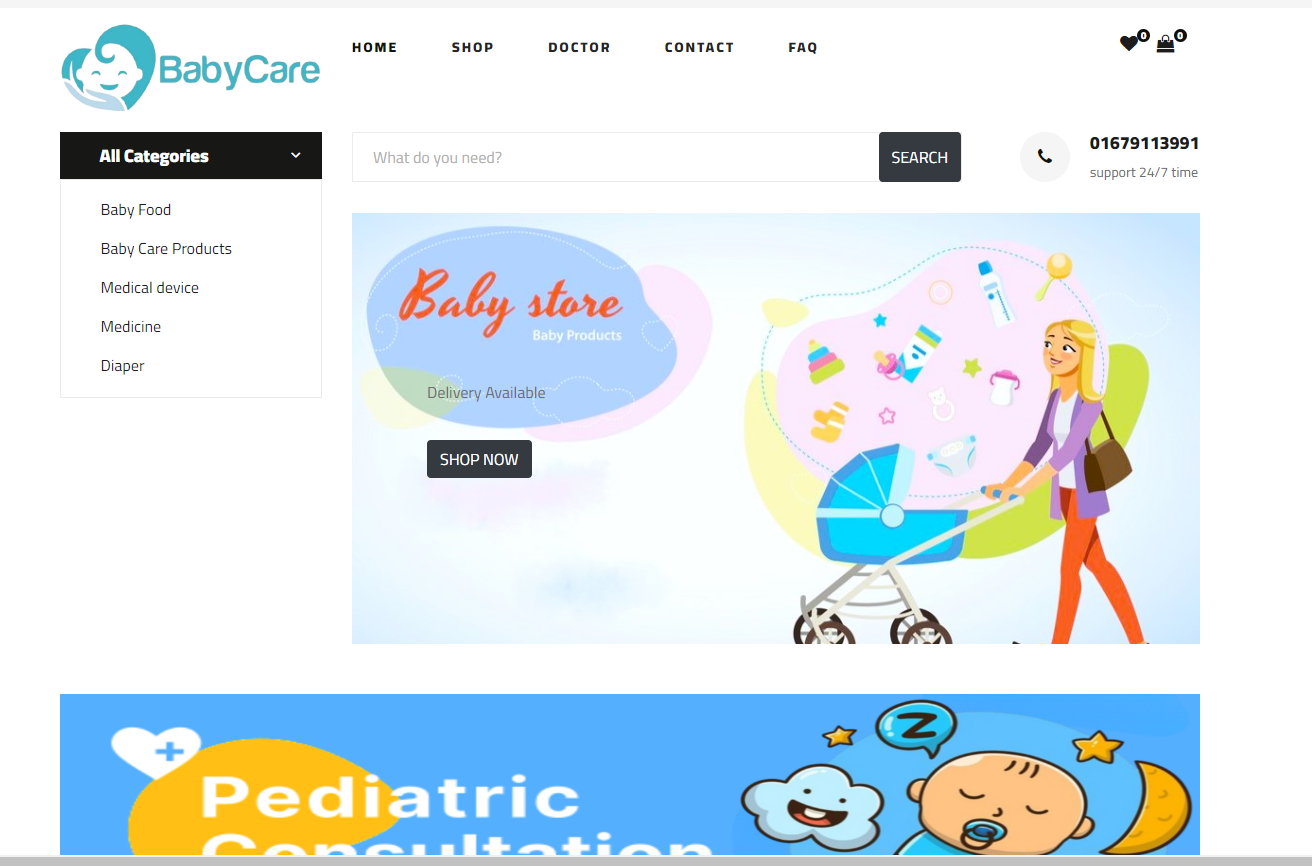 BabyCare
HOME SHOP DOCTOR CONTACT FAQ
0 0
All Categories
What do you need?
SEARCH
01679113991
support 24/7 time
Baby Food
Baby Care Products
Medical device
Medicine
Diaper
Baby store
Baby Products
Delivery Available
SHOP NOW
Z
Pediatric
Consultation